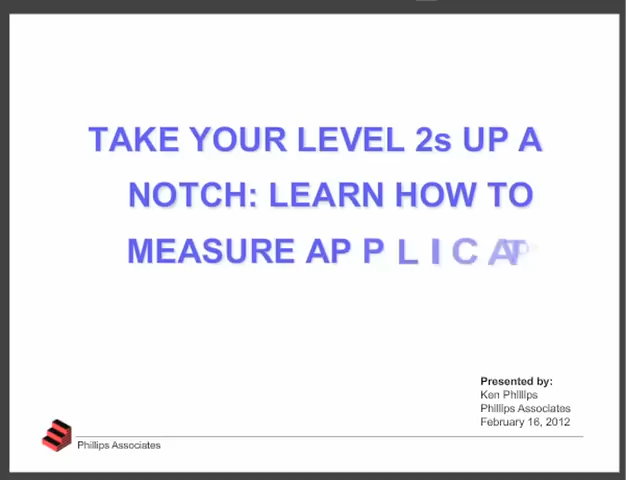 TAKE YOUR LEVEL 2s UP A
NOTCH: LEARN HOW TO
MEASURE
Presented by:
Ken Phillips
Phillips Associates
February 16, 2012
Phillips Associates